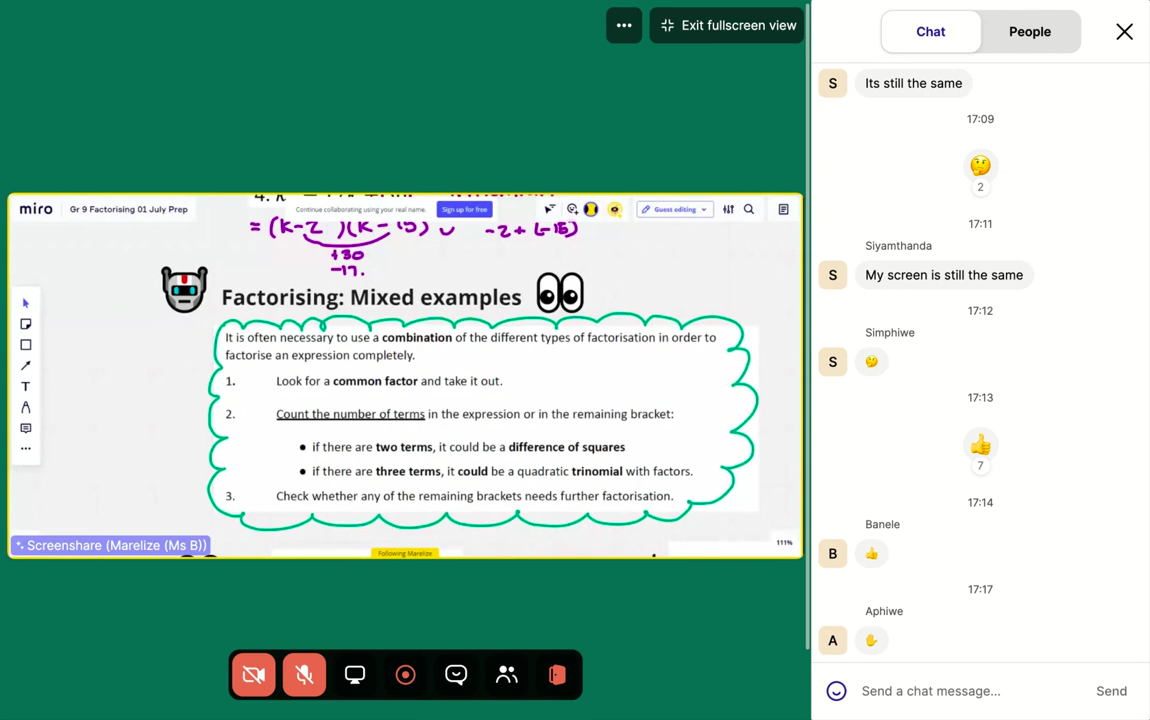 Exit fullscreen view
Chat
People
S
Its still the same
17:09
2
17:11
Siyamthanda
S
My screen is still the same
17:12
Simphiwe
S
17:13
7
17:14
Banele
B
17:17
Aphiwe
A
Send a chat message...
Send
miro
Gr 9 Factorising 01 July Prep
Continue collaborating using your real name.
Sign up for free
Guest editing
= (k-2 )(k-15)
-2+(-15)
+30
-17.
Factorising: Mixed examples
It is often necessary to use a combination of the different types of factorisation in order to
factorise an expression completely.
1. Look for a common factor and take it out.
2. Count the number of terms in the expression or in the remaining bracket:
• if there are two terms, it could be a difference of squares
• if there are three terms, it could be a quadratic trinomial with factors.
3. Check whether any of the remaining brackets needs further factorisation.
T
111%
Screenshare (Marelize (Ms B))
Following Marelize